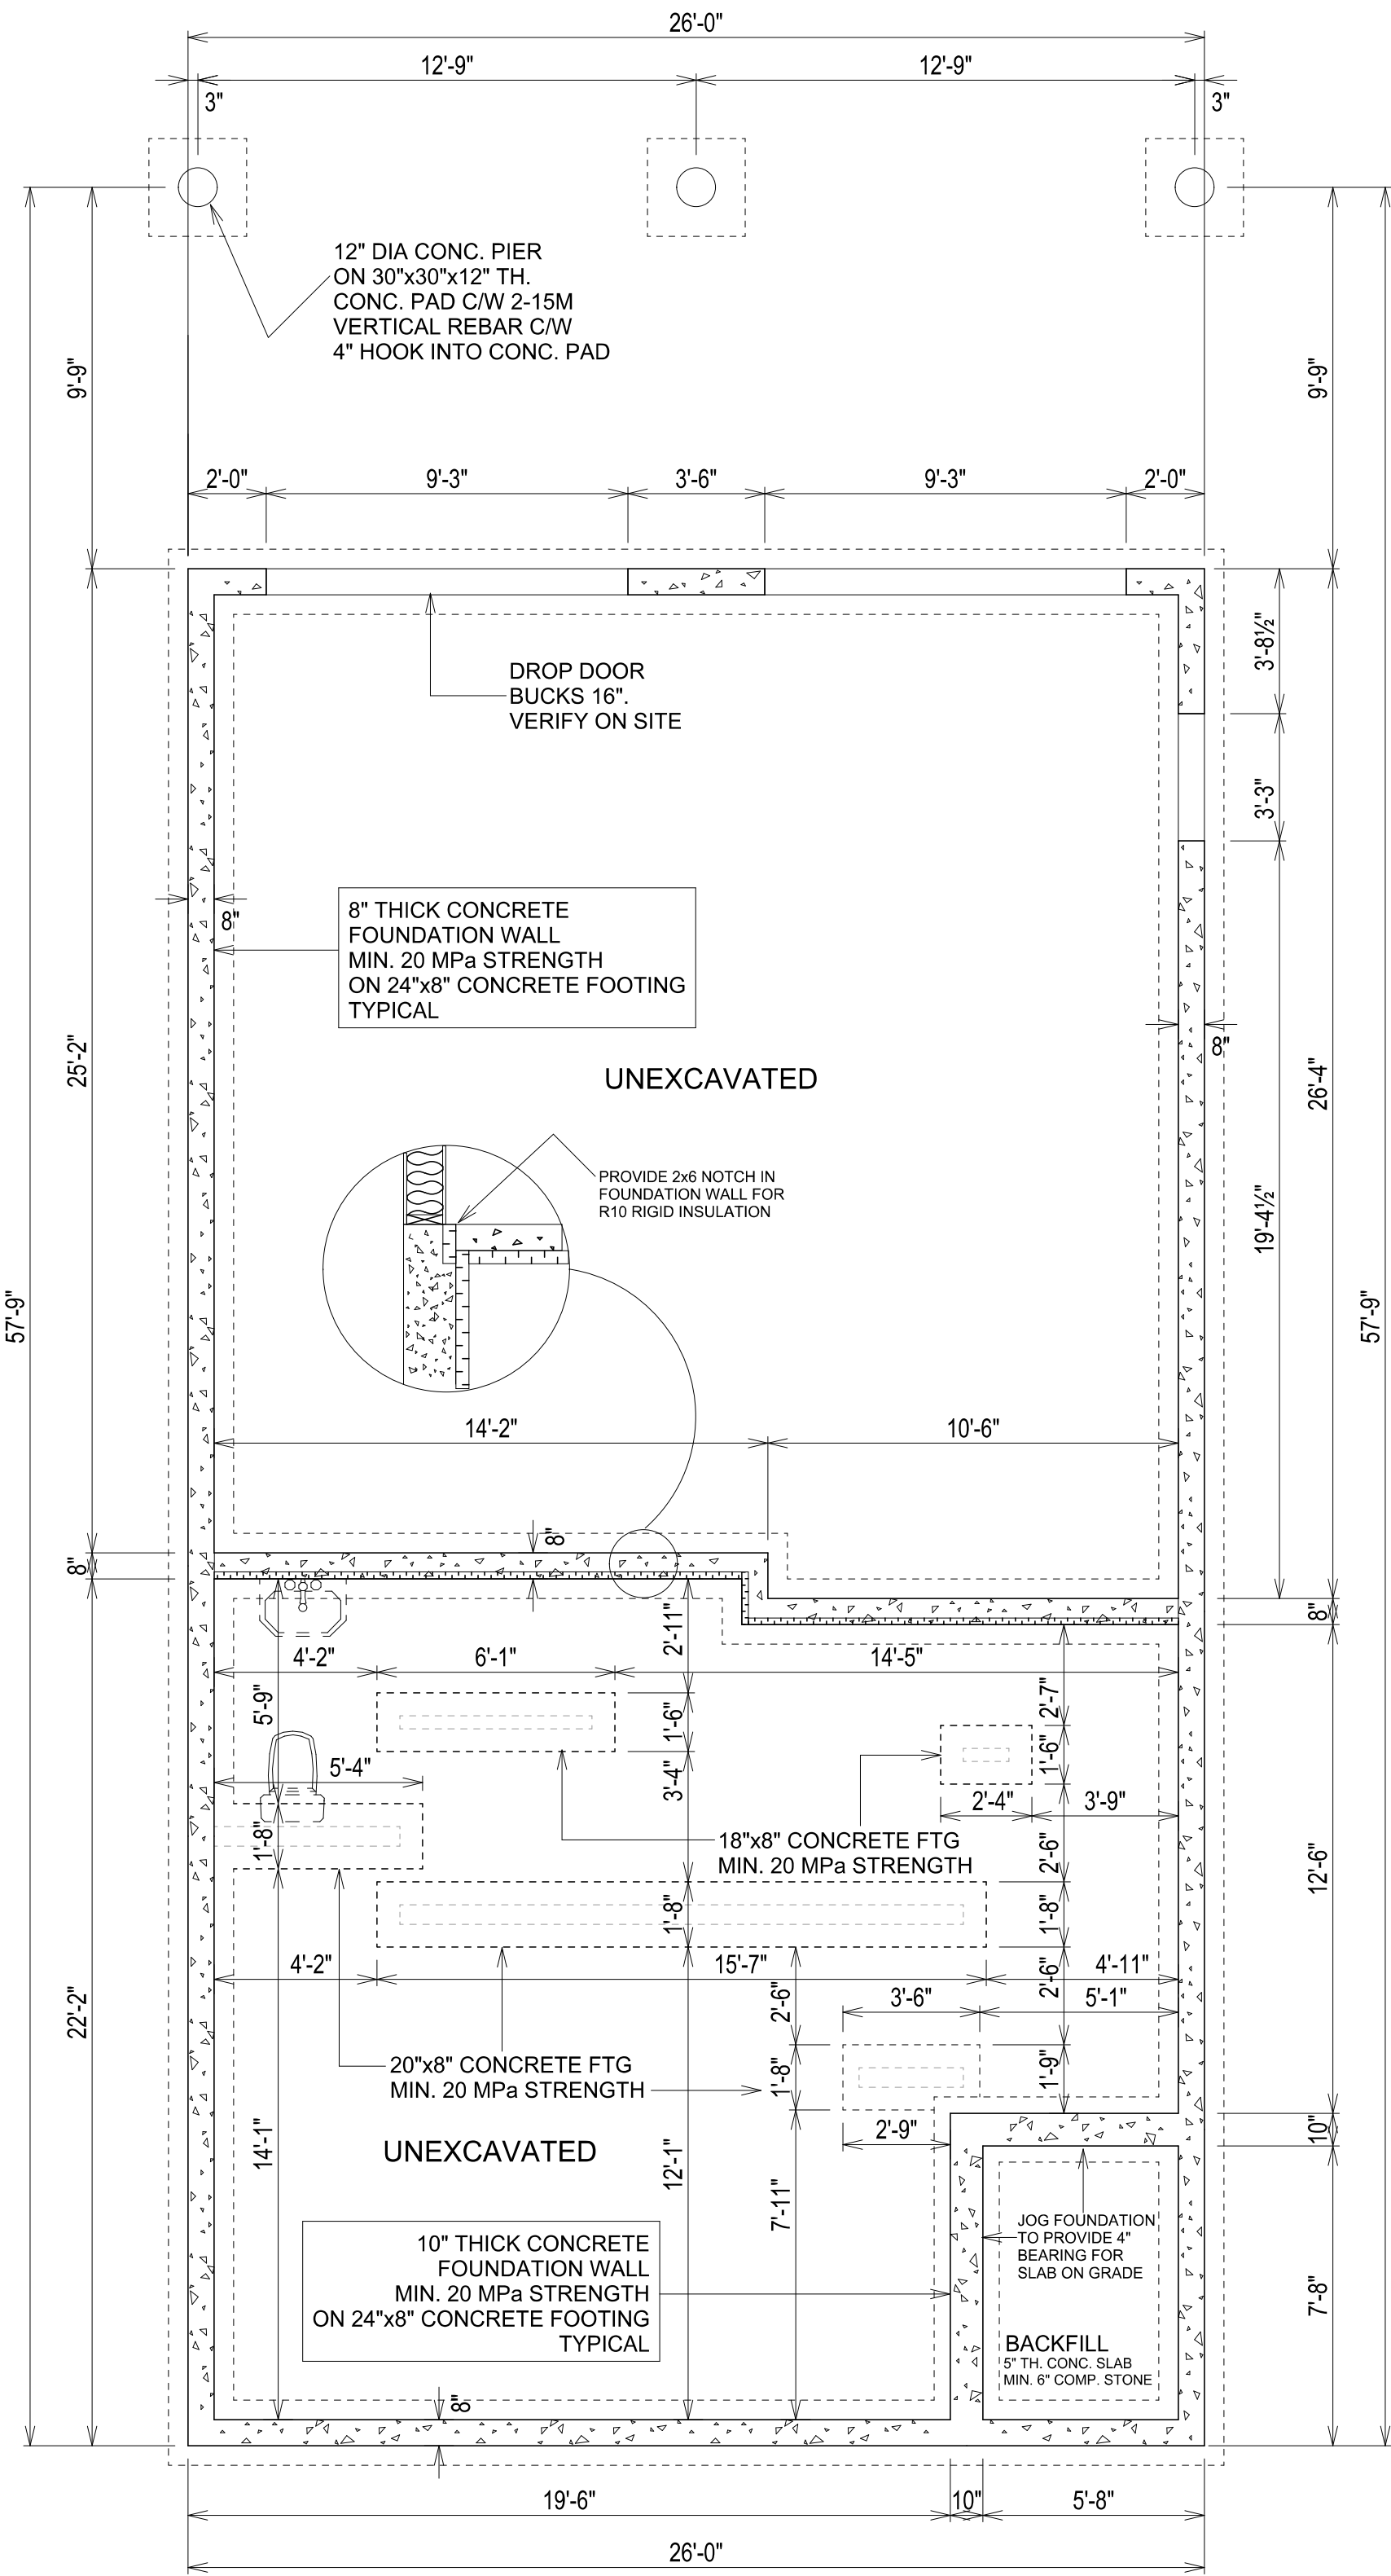 26'-0"
12'-9"
12'-9"
3"
3"
12" DIA CONC. PIER
ON 30"x30"x12" TH.
CONC. PAD C/W 2-15M
VERTICAL REBAR C/W
4" HOOK INTO CONC. PAD
9'-9"
9'-9"
2'-0"
9'-3"
3'-6"
9'-3"
2'-0"
3'-8½"
DROP DOOR
BUCKS 16".
VERIFY ON SITE
3'-3"
8" THICK CONCRETE
FOUNDATION WALL
MIN. 20 MPa STRENGTH
ON 24"x8" CONCRETE FOOTING
TYPICAL
8"
8"
25'-2"
UNEXCAVATED
26'-4"
PROVIDE 2x6 NOTCH IN
FOUNDATION WALL FOR
R10 RIGID INSULATION
19'-4½"
57'-9"
57'-9"
14'-2"
10'-6"
8"
8"
8"
2'-11"
4'-2"
6'-1"
14'-5"
5'-9"
2'-7"
1'-6"
1'-6"
5'-4"
3'-4"
2'-4"
3'-9"
1'-8"
18"x8" CONCRETE FTG
MIN. 20 MPa STRENGTH
2'-6"
12'-6"
1'-8"
1'-8"
4'-2"
15'-7"
4'-11"
2'-6"
2'-6"
3'-6"
5'-1"
22'-2"
20"x8" CONCRETE FTG
MIN. 20 MPa STRENGTH
1'-8"
1'-9"
2'-9"
10"
14'-1"
UNEXCAVATED
12'-1"
7'-11"
JOG FOUNDATION
TO PROVIDE 4"
BEARING FOR
SLAB ON GRADE
10" THICK CONCRETE
FOUNDATION WALL
MIN. 20 MPa STRENGTH
ON 24"x8" CONCRETE FOOTING
TYPICAL
7'-8"
BACKFILL
5" TH. CONC. SLAB
MIN. 6" COMP. STONE
8"
19'-6"
10"
5'-8"
26'-0"